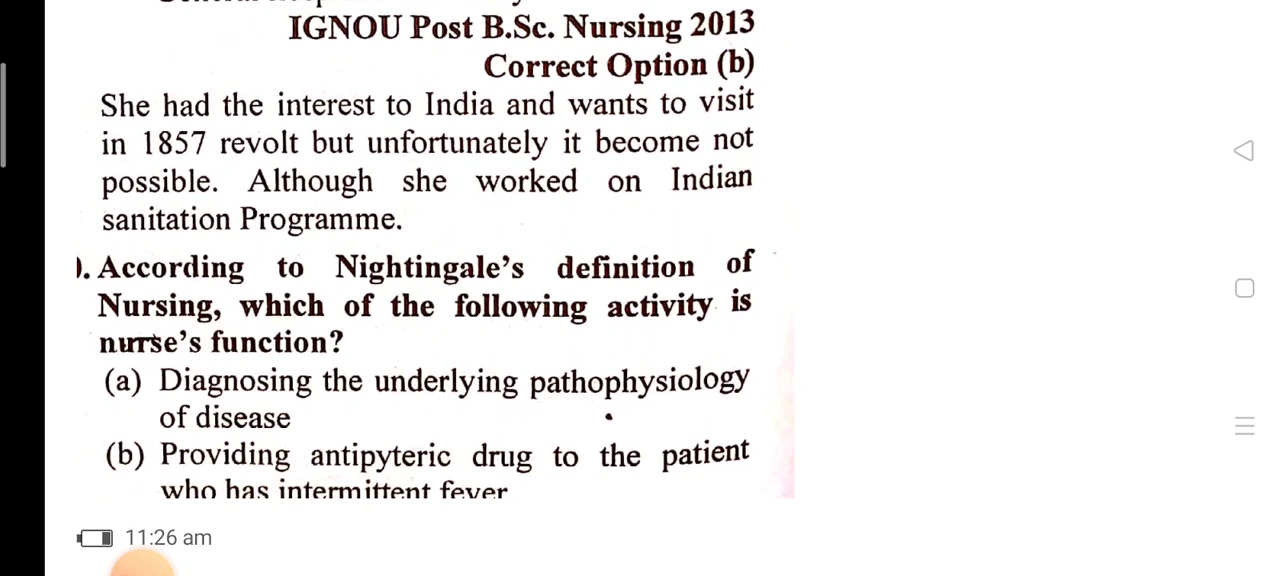 IGNOU Post B.Sc. Nursing 2013
Correct Option (b)
She had the interest to India and wants to visit
in 1857 revolt but unfortunately it become not
possible. Although she worked on Indian
sanitation Programme.
). According to Nightingale's definition of
Nursing, which of the following activity is
nurse's function?
(a) Diagnosing the underlying pathophysiology
of disease
(b) Providing antipyteric drug to the patient
who has intermittent fever
11:26 am